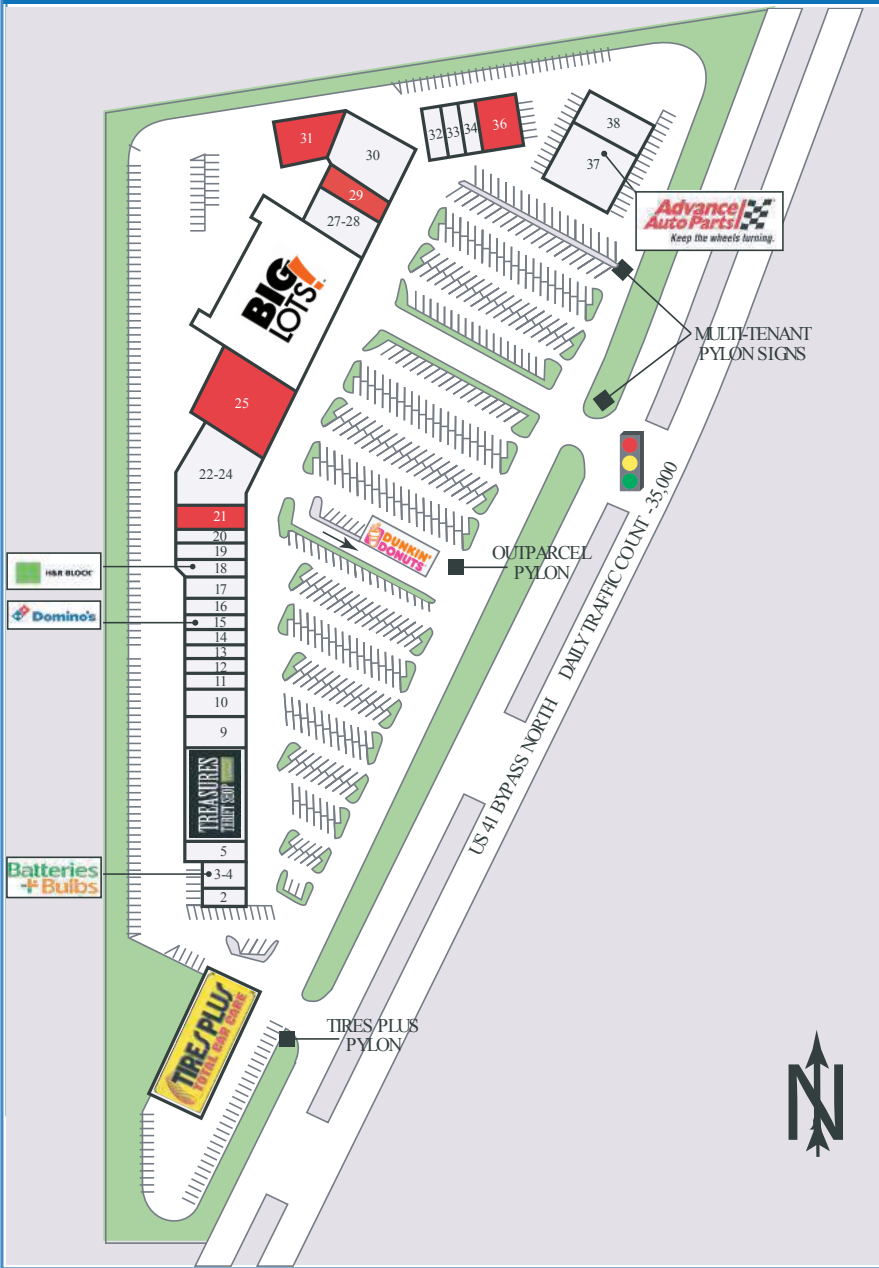 38
32
33
34
36
37
31
30
29
27-28
Advance
Auto Parts
Keep the wheels turning.
BIG
LOTS!
MULTI-TENANT
PYLON SIGNS
25
22-24
21
20
19
18
17
16
15
14
13
12
11
10
9
H&R BLOCK
Domino's
DUNKIN'
DONUTS
OUTPARCEL
PYLON
US 41 BYPASS NORTH DAILY TRAFFIC COUNT - 35,000
TREASURES
THRIFT SHOP
5
3-4
2
Batteries
+Bulbs
TIRESPLUS
TOTAL CAR CARE
TIRES PLUS
PYLON
N